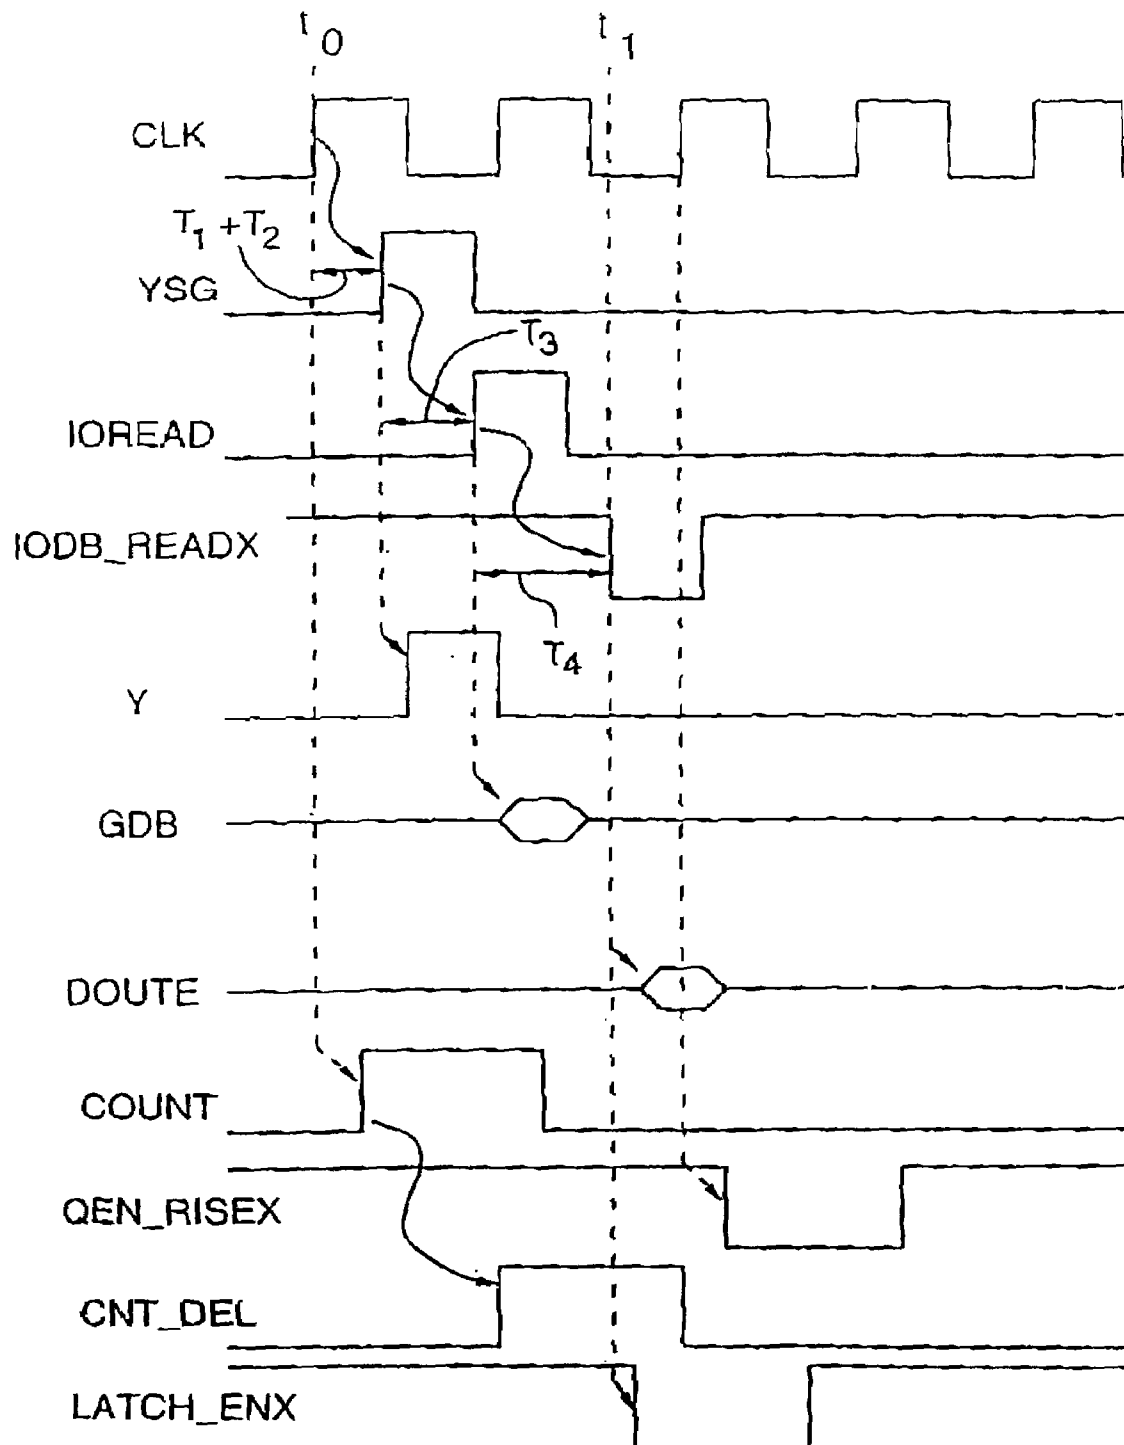 t0 t1
CLK
T1 + T2
YSG
T3
IOREAD
IODB_READX
T4
Y
GDB
DOUTE
COUNT
QEN_RISEX
CNT_DEL
LATCH_ENX